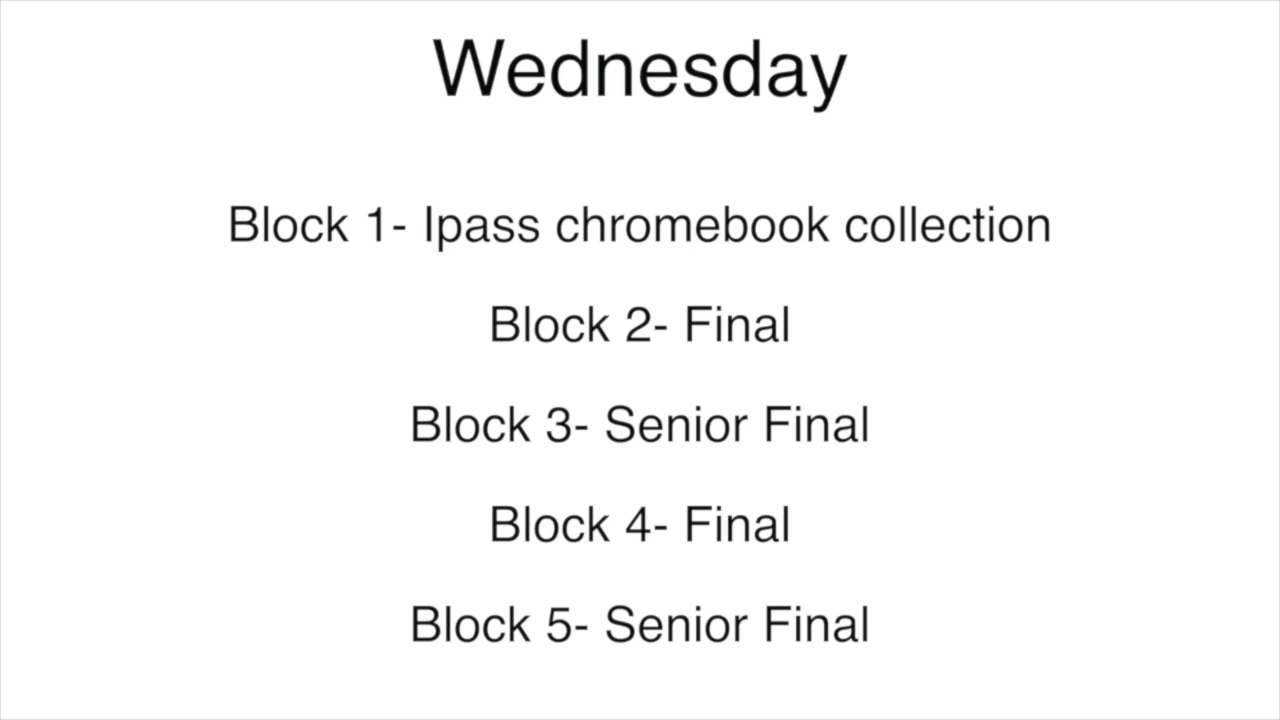 Wednesday
Block 1- Ipass chromebook collection
Block 2- Final
Block 3- Senior Final
Block 4- Final
Block 5- Senior Final